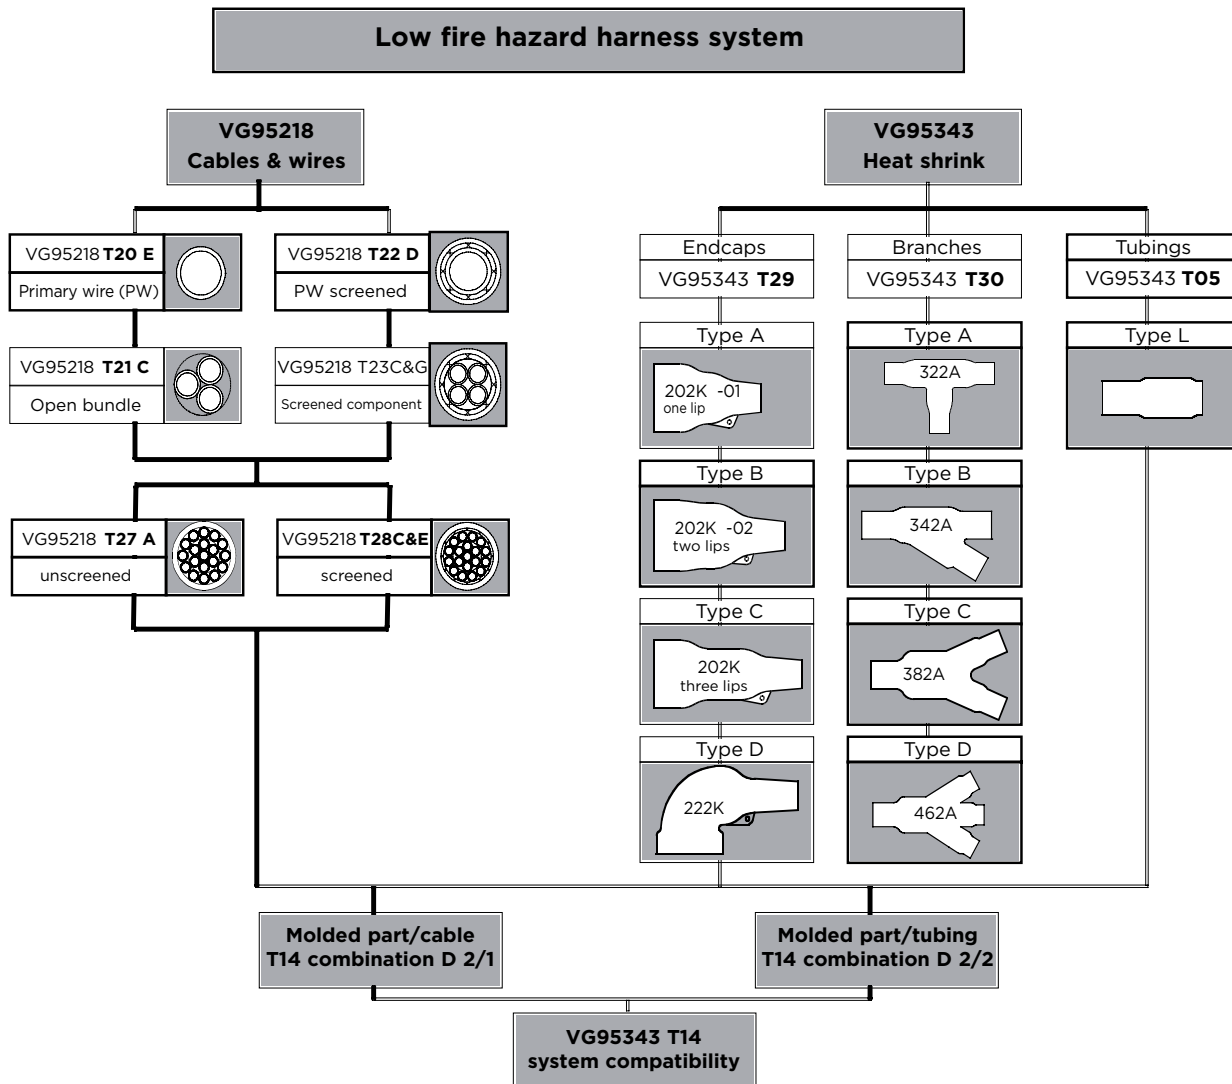 Low fire hazard harness system
VG95218
Cables & wires
VG95343
Heat shrink
VG95218 T20 E
Primary wire (PW)
VG95218 T22 D
PW screened
VG95218 T21 C
Open bundle
VG95218 T23C&G
Screened component
VG95218 T27 A
unscreened
VG95218 T28C&E
screened
Endcaps
VG95343 T29
Type A
202K -01
one lip
Type B
202K -02
two lips
Type C
202K
three lips
Type D
222K
Branches
VG95343 T30
Type A
322A
Type B
342A
Type C
382A
Type D
462A
Tubings
VG95343 T05
Type L
Molded part/cable
T14 combination D 2/1
Molded part/tubing
T14 combination D 2/2
VG95343 T14
system compatibility